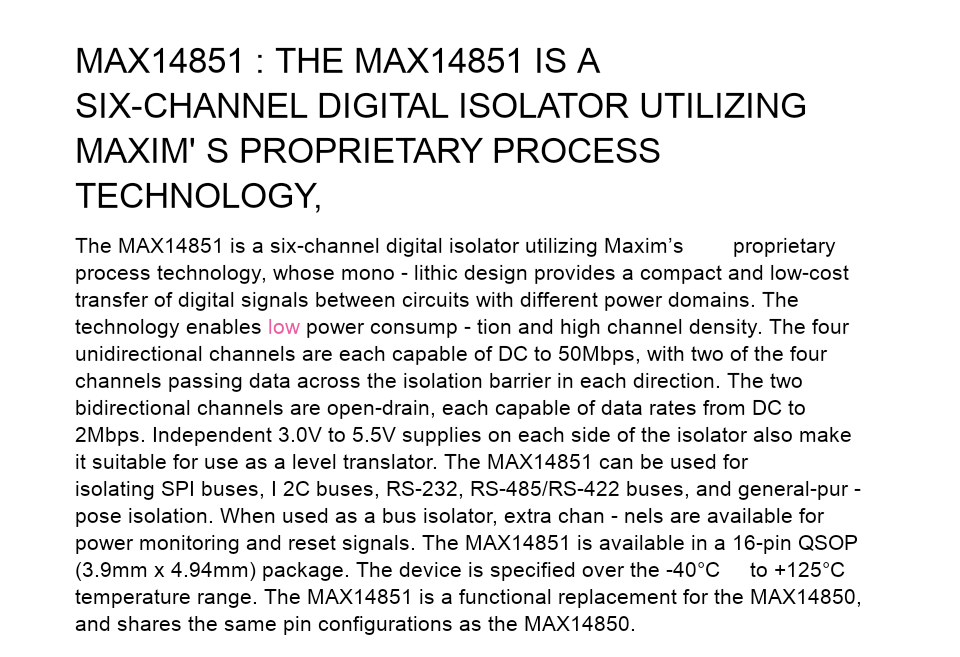 MAX14851 : THE MAX14851 IS A
SIX-CHANNEL DIGITAL ISOLATOR UTILIZING
MAXIM' S PROPRIETARY PROCESS
TECHNOLOGY,
The MAX14851 is a six-channel digital isolator utilizing Maxim’s proprietary
process technology, whose mono - lithic design provides a compact and low-cost
transfer of digital signals between circuits with different power domains. The
technology enables low power consump - tion and high channel density. The four
unidirectional channels are each capable of DC to 50Mbps, with two of the four
channels passing data across the isolation barrier in each direction. The two
bidirectional channels are open-drain, each capable of data rates from DC to
2Mbps. Independent 3.0V to 5.5V supplies on each side of the isolator also make
it suitable for use as a level translator. The MAX14851 can be used for
isolating SPI buses, I 2C buses, RS-232, RS-485/RS-422 buses, and general-pur -
pose isolation. When used as a bus isolator, extra chan - nels are available for
power monitoring and reset signals. The MAX14851 is available in a 16-pin QSOP
(3.9mm x 4.94mm) package. The device is specified over the -40°C to +125°C
temperature range. The MAX14851 is a functional replacement for the MAX14850,
and shares the same pin configurations as the MAX14850.